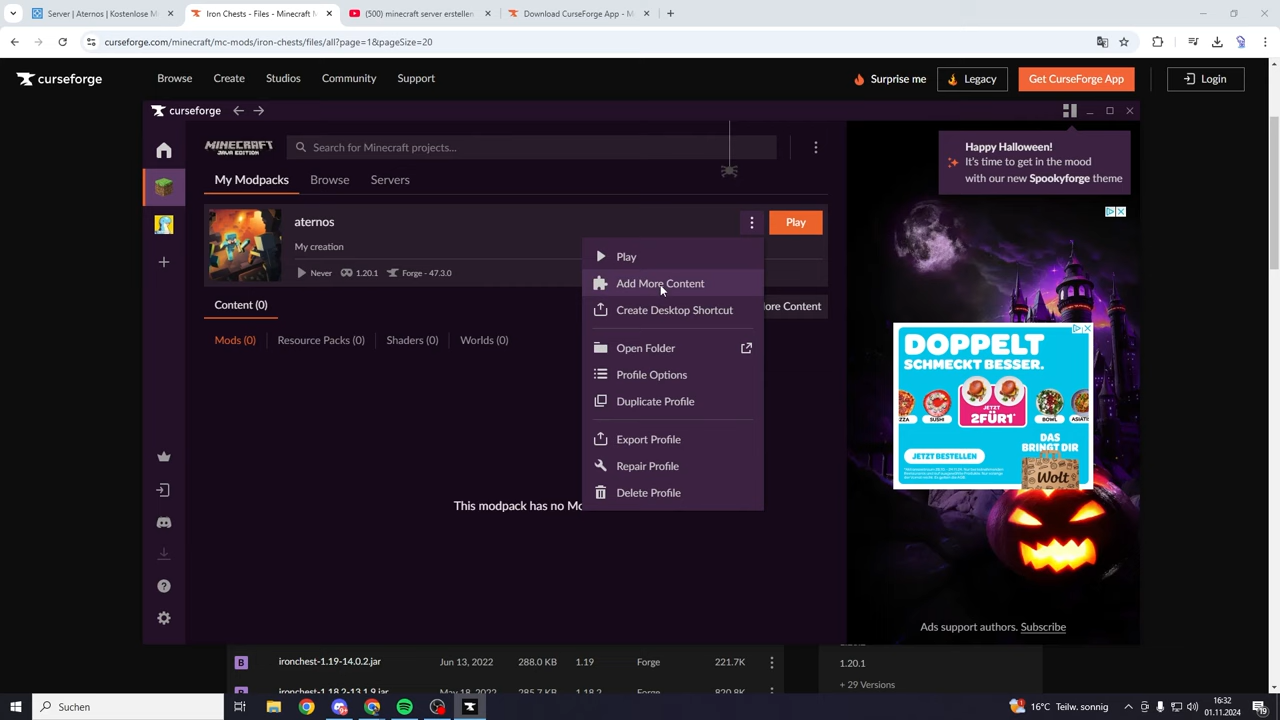 Server | Aternos | Kostenlose M
Iron Chests - Files - Minecraft M
(500) minecraft server erstellen
Download CurseForge App - M
curseforge.com/minecraft/mc-mods/iron-chests/files/all?page=1&pageSize=20
curseforge
Browse
Create
Studios
Community
Support
Surprise me
Legacy
Get CurseForge App
Login
curseforge
MINECRAFT
JAVA EDITION
Search for Minecraft projects...
My Modpacks
Browse
Servers
Happy Halloween!
It's time to get in the mood
with our new Spookyforge theme
aternos
My creation
Never
1.20.1
Forge - 47.3.0
Play
Play
Add More Content
Create Desktop Shortcut
Open Folder
Profile Options
Duplicate Profile
Export Profile
Repair Profile
Delete Profile
Content (0)
ore Content
Mods (0)
Resource Packs (0)
Shaders (0)
Worlds (0)
This modpack has no Mo
DOPPELT
SCHMECKT BESSER.
SUSHI
JETZT
2FÜR1*
BOWL
JETZT BESTELLEN
DAS
BRINGT DIR
Wolt
Ads support authors. Subscribe
ironchest-1.19-14.0.2.jar
Jun 13, 2022
288.0 KB
1.19
Forge
221.7K
1.20.1
+ 29 Versions
Suchen
16°C Teilw. sonnig
16:32
01.11.2024
19